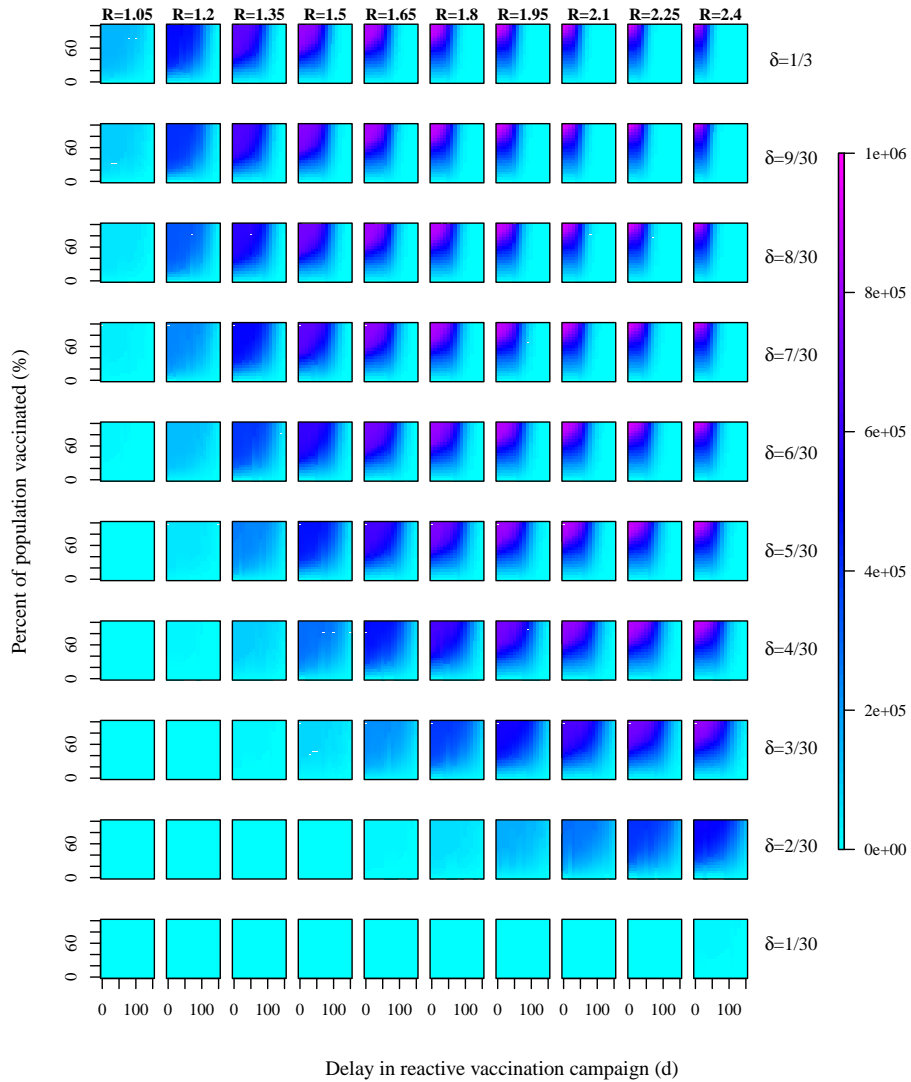 R=1.05 R=1.2 R=1.35 R=1.5 R=1.65 R=1.8 R=1.95 R=2.1 R=2.25 R=2.4
0 60 δ=1/3
0 60 δ=9/30
0 60 δ=8/30
0 60 δ=7/30
0 60 δ=6/30
0 60 δ=5/30
0 60 δ=4/30
0 60 δ=3/30
0 60 δ=2/30
0 60 δ=1/30
0 100 0 100 0 100 0 100 0 100 0 100 0 100 0 100 0 100 0 100
Percent of population vaccinated (%)
Delay in reactive vaccination campaign (d)
1e+06
8e+05
6e+05
4e+05
2e+05
0e+00